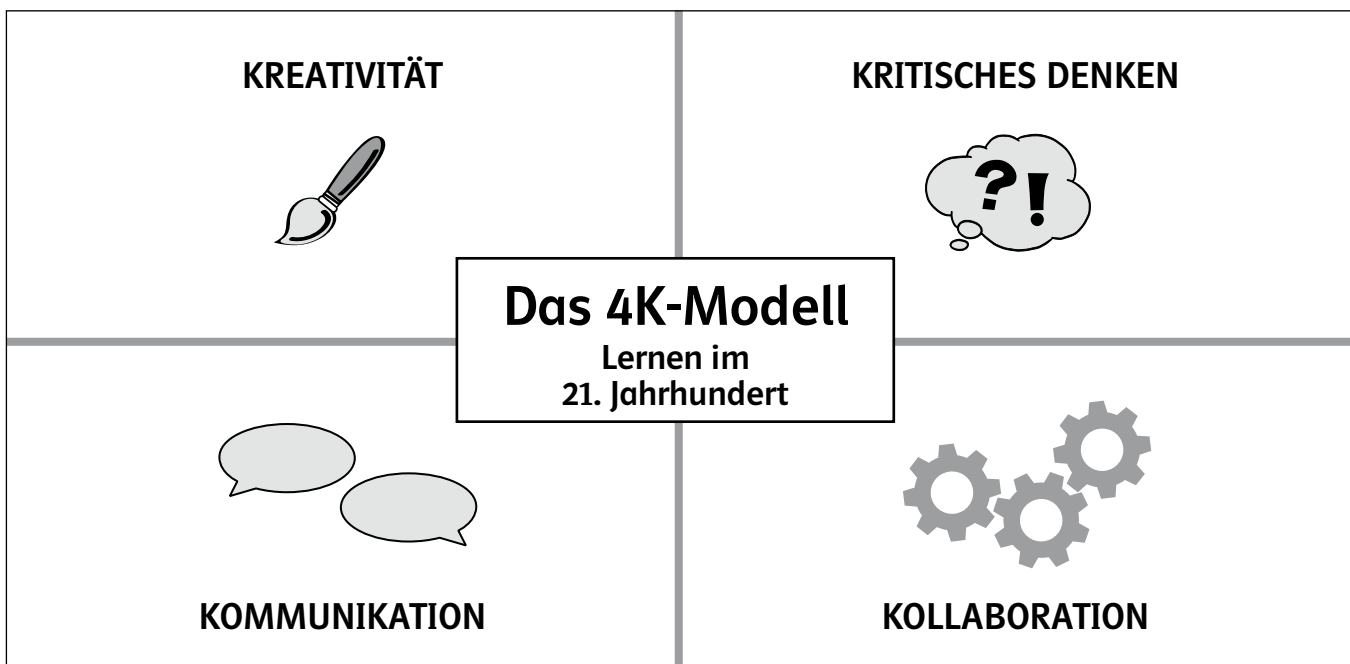 KREATIVITÄT
KRITISCHES DENKEN
?!
Das 4K-Modell
Lernen im
21. Jahrhundert
KOMMUNIKATION
KOLLABORATION